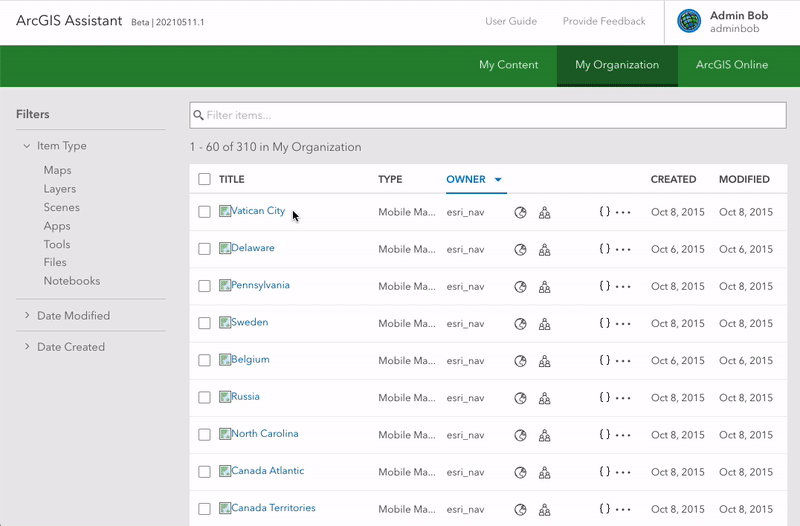 ArcGIS Assistant Beta | 20210511.1 User Guide Provide Feedback Admin Bob
adminbob
My Content My Organization ArcGIS Online
Filters
Item Type
Maps
Layers
Scenes
Apps
Tools
Files
Notebooks
Date Modified
Date Created
Filter items...
1 - 60 of 310 in My Organization
TITLE TYPE OWNER CREATED MODIFIED
Vatican City Mobile Ma... esri_nav { } ... Oct 8, 2015 Oct 8, 2015
Delaware Mobile Ma... esri_nav { } ... Oct 6, 2015 Oct 6, 2015
Pennsylvania Mobile Ma... esri_nav { } ... Oct 8, 2015 Oct 8, 2015
Sweden Mobile Ma... esri_nav { } ... Oct 8, 2015 Oct 8, 2015
Belgium Mobile Ma... esri_nav { } ... Oct 6, 2015 Oct 6, 2015
Russia Mobile Ma... esri_nav { } ... Oct 8, 2015 Oct 8, 2015
North Carolina Mobile Ma... esri_nav { } ... Oct 8, 2015 Oct 8, 2015
Canada Atlantic Mobile Ma... esri_nav { } ... Oct 8, 2015 Oct 8, 2015
Canada Territories Mobile Ma... esri_nav { } ... Oct 8, 2015 Oct 8, 2015